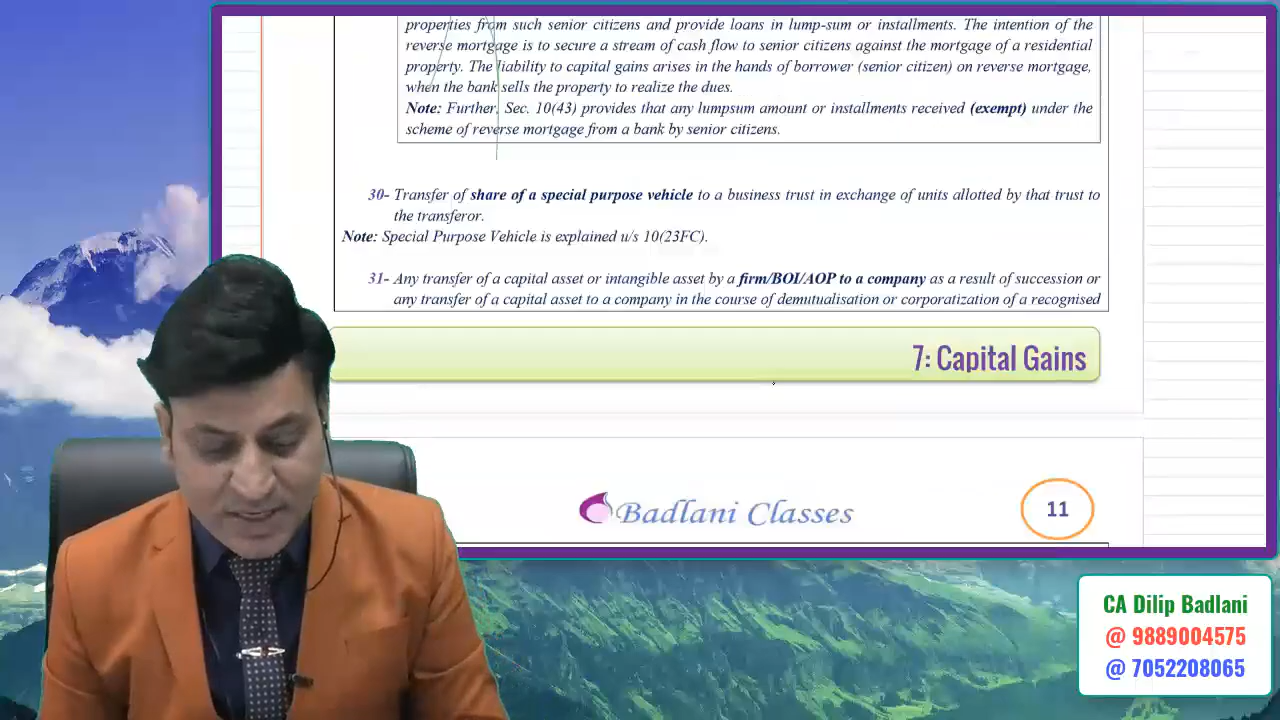 properties from such senior citizens and provide loans in lump-sum or installments. The intention of the
reverse mortgage is to secure a stream of cash flow to senior citizens against the mortgage of a residential
property. The liability to capital gains arises in the hands of borrower (senior citizen) on reverse mortgage,
when the bank sells the property to realize the dues.
Note: Further, Sec. 10(43) provides that any lumpsum amount or installments received (exempt) under the
scheme of reverse mortgage from a bank by senior citizens.
30- Transfer of share of a special purpose vehicle to a business trust in exchange of units allotted by that trust to
the transferor.
Note: Special Purpose Vehicle is explained u/s 10(23FC).
31- Any transfer of a capital asset or intangible asset by a firm/BOI/AOP to a company as a result of succession or
any transfer of a capital asset to a company in the course of demutualisation or corporatization of a recognised
7: Capital Gains
Badlani Classes
11
CA Dilip Badlani
@ 9889004575
@ 7052208065